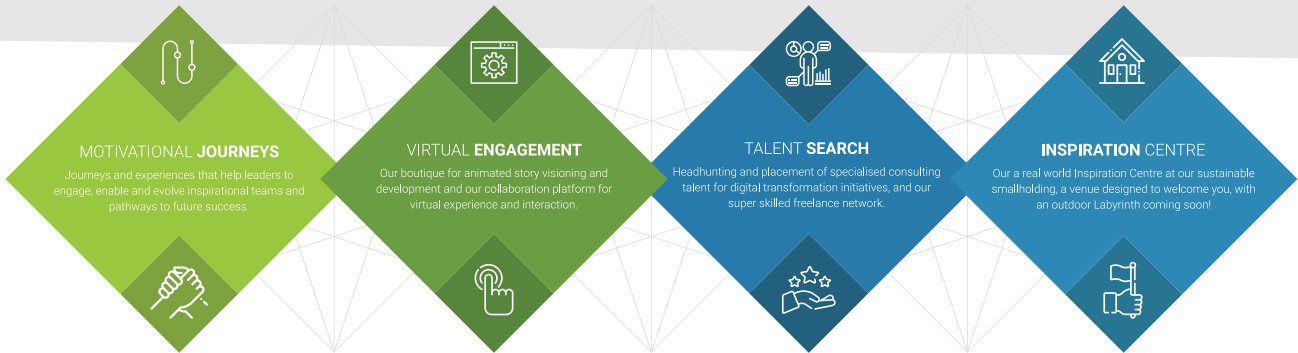 MOTIVATIONAL JOURNEYS
Journeys and experiences that help leaders to
engage, enable and evolve inspirational teams and
pathways to future success.
VIRTUAL ENGAGEMENT
Our boutique for animated story visioning and
development and our collaboration platform for
virtual experience and interaction.
TALENT SEARCH
Headhunting and placement of specialised consulting
talent for digital transformation initiatives, and our
super skilled freelance network.
INSPIRATION CENTRE
Our a real world Inspiration Centre at our sustainable
smallholding, a venue designed to welcome you, with
an outdoor Labyrinth coming soon!